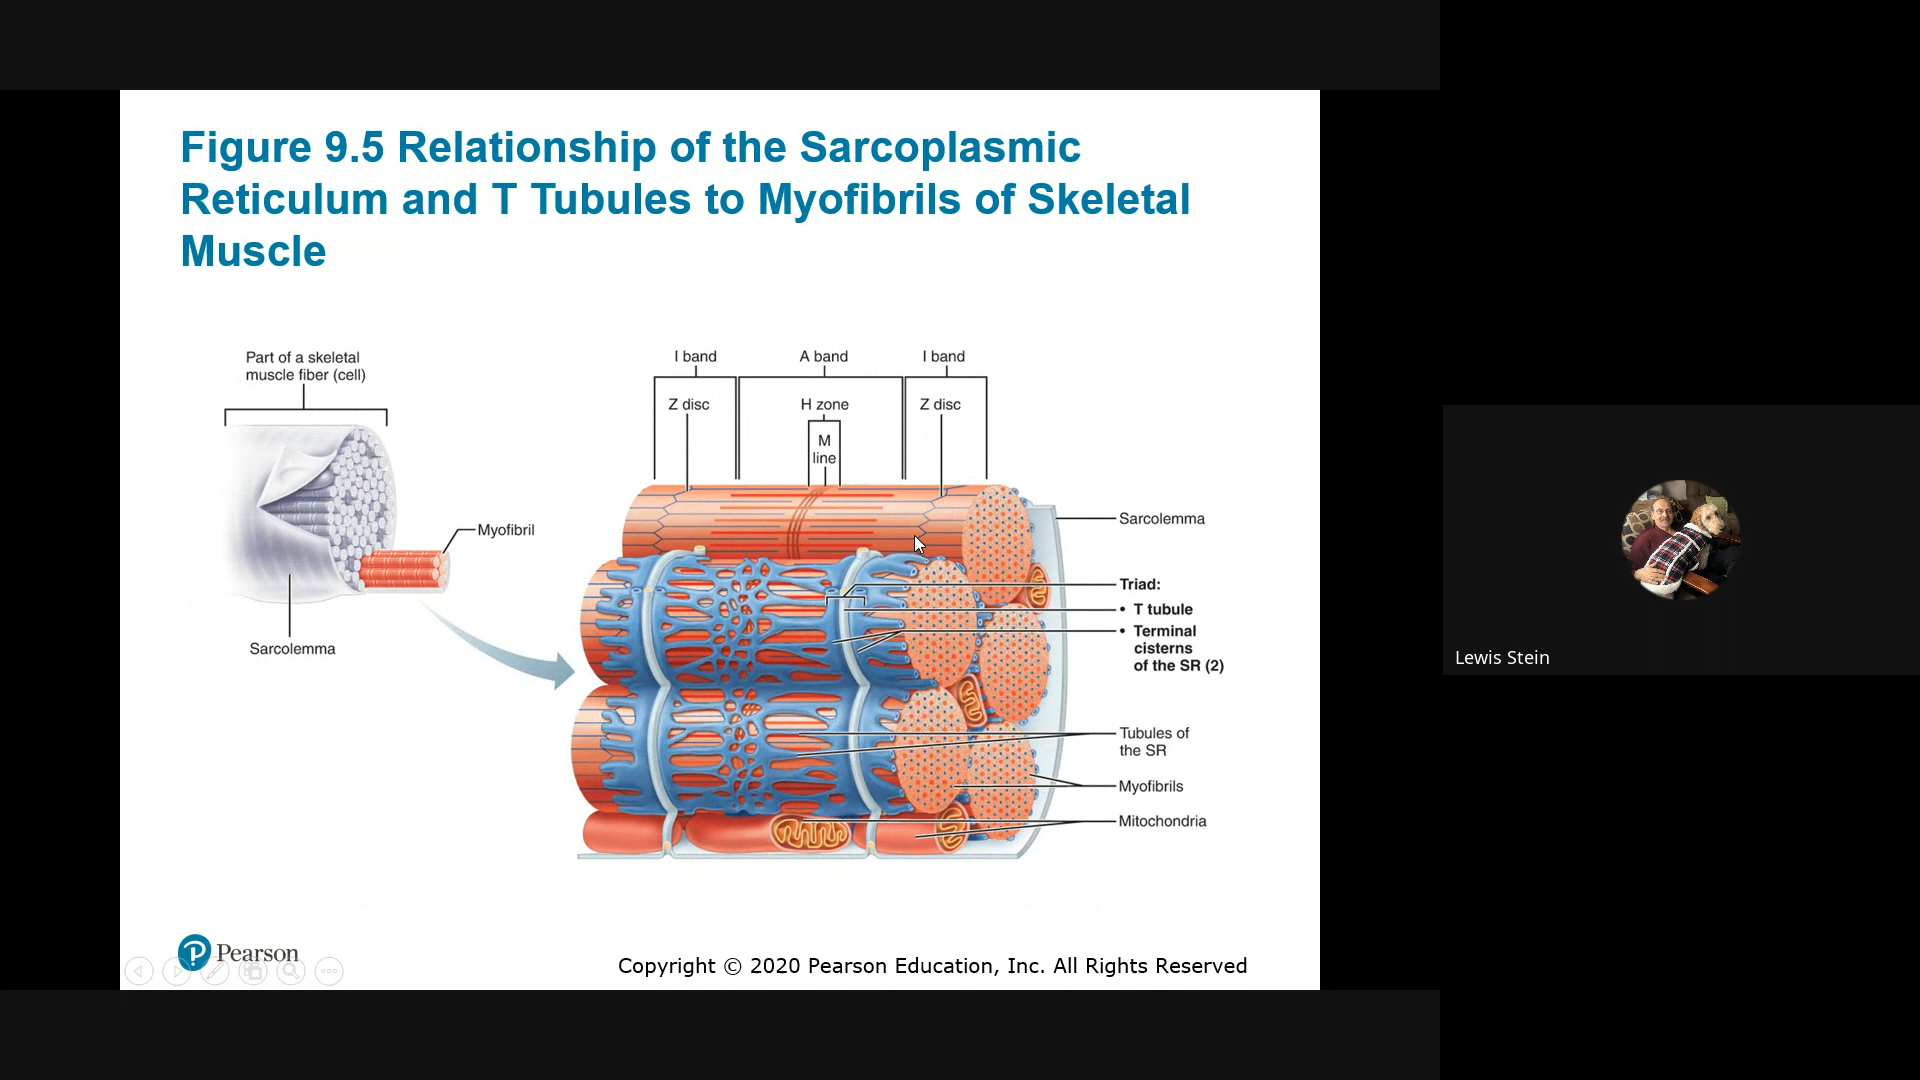 Figure 9.5 Relationship of the Sarcoplasmic
Reticulum and T Tubules to Myofibrils of Skeletal
Muscle
Part of a skeletal
muscle fiber (cell)
Myofibril
Sarcolemma
I band
A band
I band
Z disc
H zone
Z disc
M
line
Sarcolemma
Triad:
• T tubule
• Terminal
cisterns
of the SR (2)
Tubules of
the SR
Myofibrils
Mitochondria
Pearson
Copyright © 2020 Pearson Education, Inc. All Rights Reserved
Lewis Stein